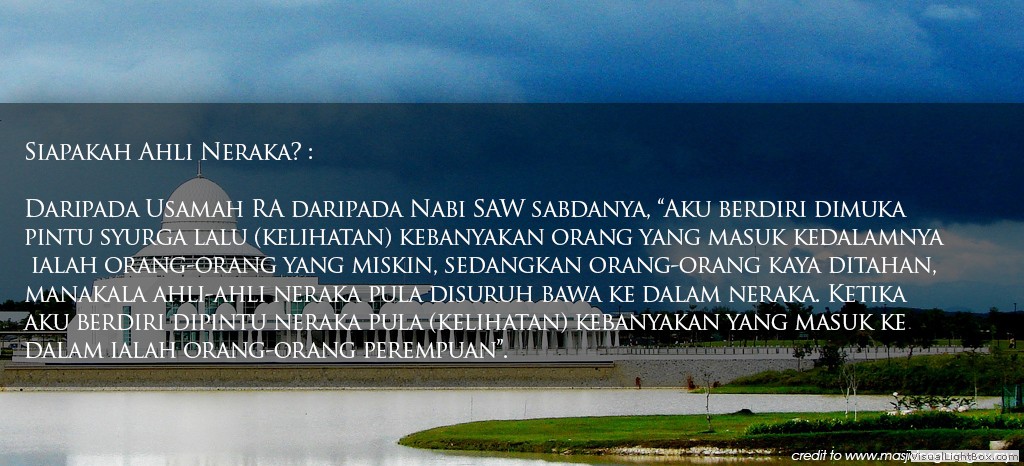 Siapakah Ahli Neraka? :
Daripada Usamah RA daripada Nabi SAW sabdanya, “Aku berdiri dimuka
pintu syurga lalu (kelihatan) kebanyakan orang yang masuk kedalamnya
ialah orang-orang yang miskin, sedangkan orang-orang kaya ditahan,
manakala ahli-ahli neraka pula disuruh bawa ke dalam neraka. Ketika
aku berdiri dipintu neraka pula (kelihatan) kebanyakan yang masuk ke
dalam ialah orang-orang perempuan”.
credit to www.masj
VisualLightBox.com